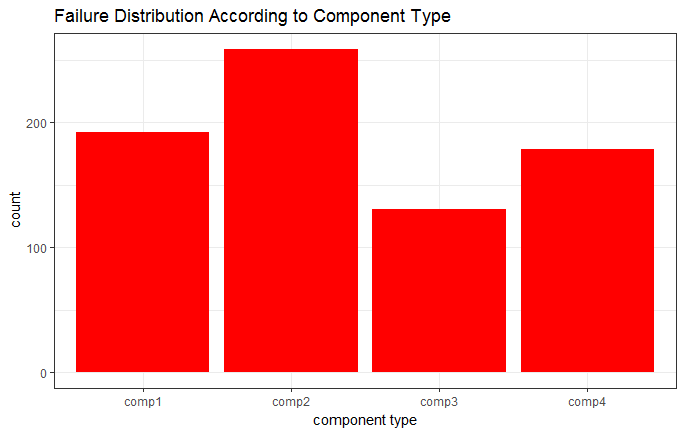 Failure Distribution According to Component Type
count
200
100
0
comp1 comp2 comp3 comp4
component type